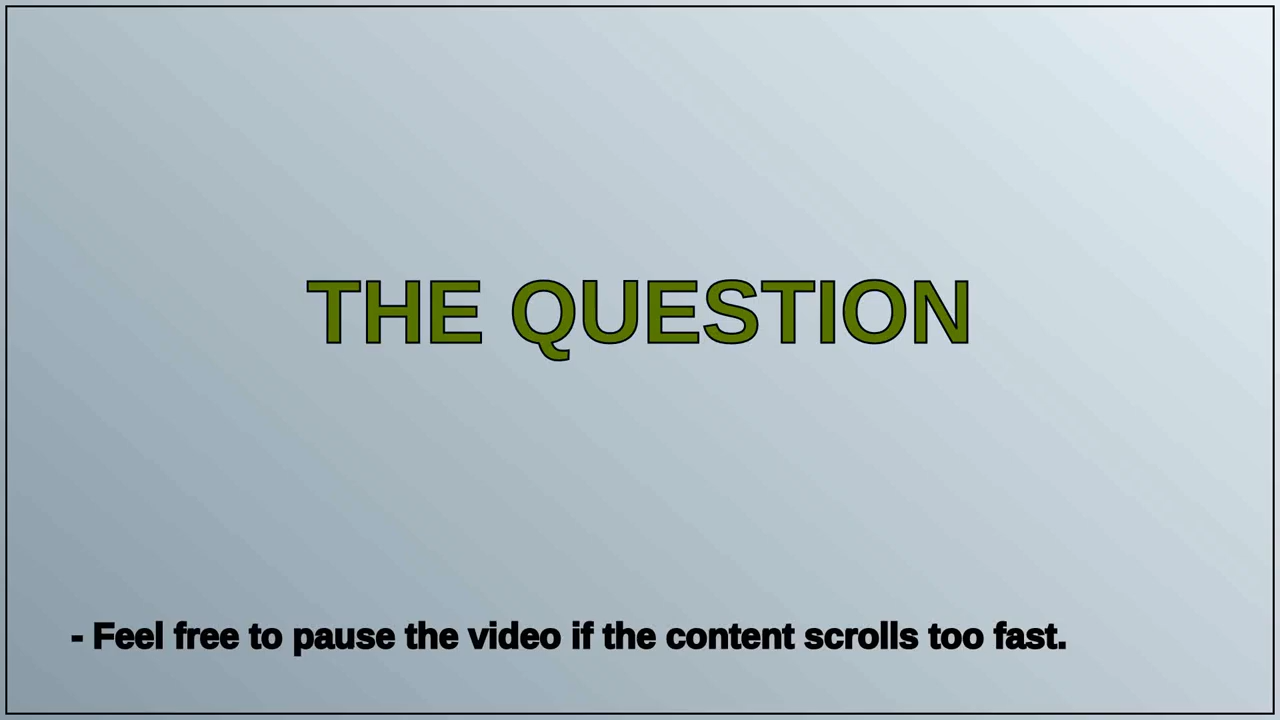 THE QUESTION
- Feel free to pause the video if the content scrolls too fast.